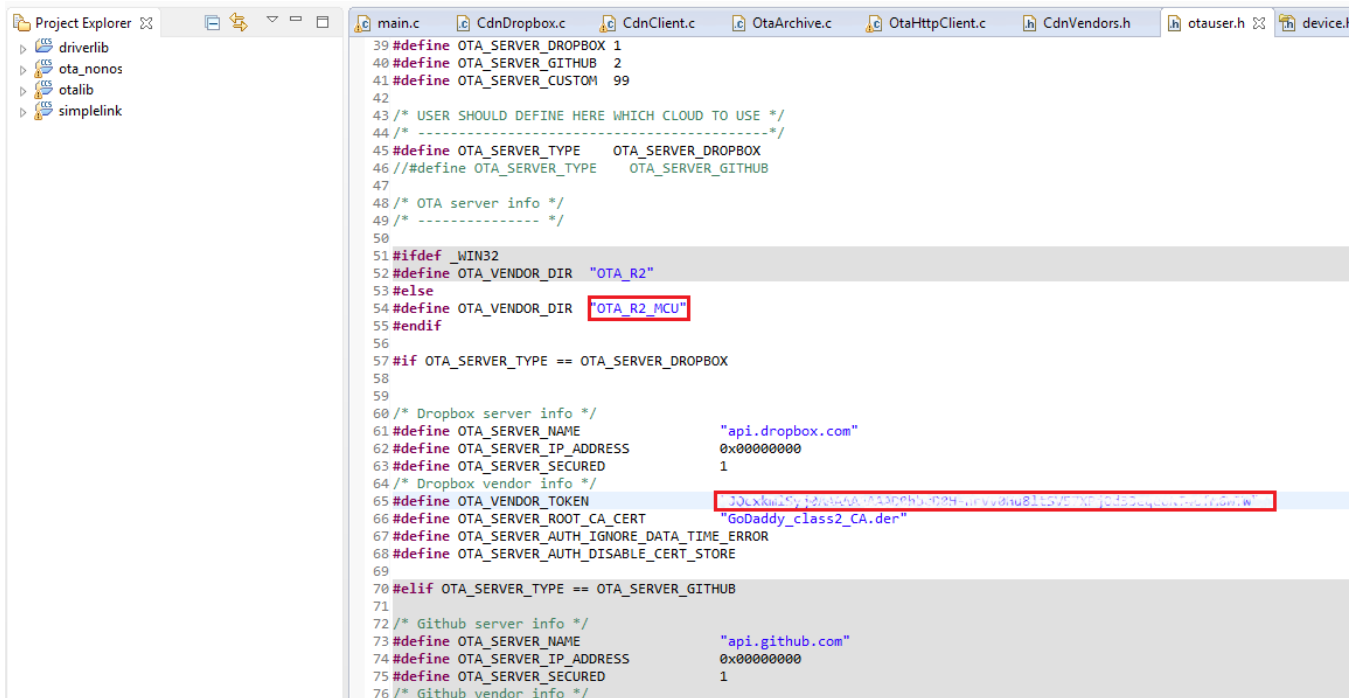 Project Explorer
driverlib
ota_nonos
otalib
simplelink
main.c CdnDropbox.c CdnClient.c OtaArchive.c OtaHttpClient.c CdnVendors.h otauser.h device.h
39 #define OTA_SERVER_DROPBOX 1
40 #define OTA_SERVER_GITHUB 2
41 #define OTA_SERVER_CUSTOM 99
42
43 /* USER SHOULD DEFINE HERE WHICH CLOUD TO USE */
44 /* -------------------------------------------*/
45 #define OTA_SERVER_TYPE OTA_SERVER_DROPBOX
46 //#define OTA_SERVER_TYPE OTA_SERVER_GITHUB
47
48 /* OTA server info */
49 /* --------------- */
50
51 #ifdef _WIN32
52 #define OTA_VENDOR_DIR "OTA_R2"
53 #else
54 #define OTA_VENDOR_DIR "OTA_R2_MCU"
55 #endif
56
57 #if OTA_SERVER_TYPE == OTA_SERVER_DROPBOX
58
59
60 /* Dropbox server info */
61 #define OTA_SERVER_NAME "api.dropbox.com"
62 #define OTA_SERVER_IP_ADDRESS 0x00000000
63 #define OTA_SERVER_SECURED 1
64 /* Dropbox vendor info */
65 #define OTA_VENDOR_TOKEN
66 #define OTA_SERVER_ROOT_CA_CERT "GoDaddy_class2_CA.der"
67 #define OTA_SERVER_AUTH_IGNORE_DATA_TIME_ERROR
68 #define OTA_SERVER_AUTH_DISABLE_CERT_STORE
69
70 #elif OTA_SERVER_TYPE == OTA_SERVER_GITHUB
71
72 /* Github server info */
73 #define OTA_SERVER_NAME "api.github.com"
74 #define OTA_SERVER_IP_ADDRESS 0x00000000
75 #define OTA_SERVER_SECURED 1
76 /* Github vendor info */